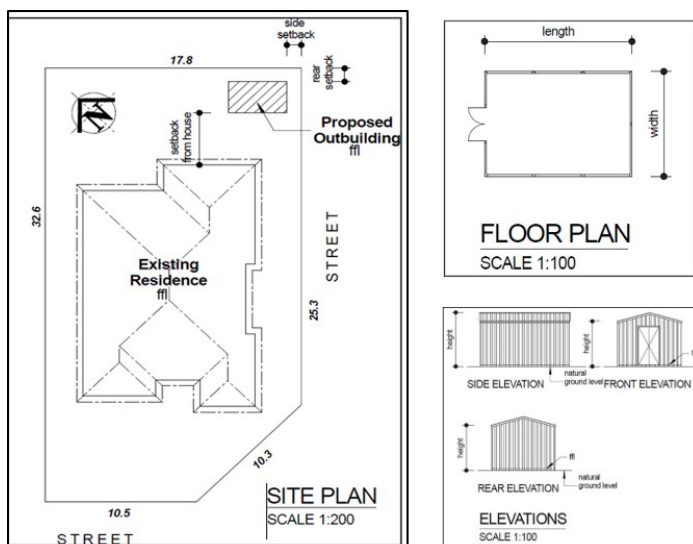 side
setback
17.8
rear
setback
setback
from house
Proposed
Outbuilding
ffl
32.6
Existing
Residence
ffl
STREET
25.3
10.3
10.5
SITE PLAN
SCALE 1:200
STREET
length
width
FLOOR PLAN
SCALE 1:100
height
SIDE ELEVATION
natural
ground level
height
FRONT ELEVATION
height
ffl
REAR ELEVATION
natural
ground level
ELEVATIONS
SCALE 1:100